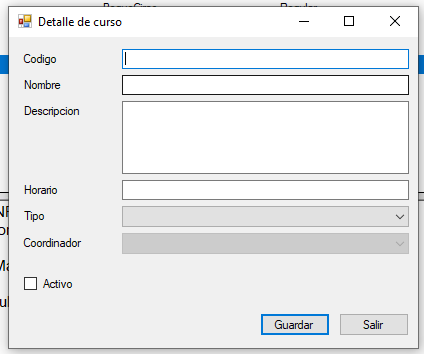 Detalle de curso
Codigo
Nombre
Descripcion
Horario
Tipo
Coordinador
Activo
Guardar Salir